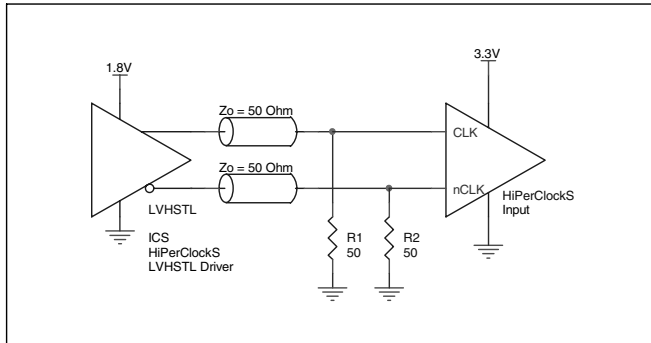 1.8V
3.3V
Zo = 50 Ohm
CLK
Zo = 50 Ohm
nCLK
HiPerClockS
Input
LVHSTL
ICS
HiPerClockS
LVHSTL Driver
R1
50
R2
50